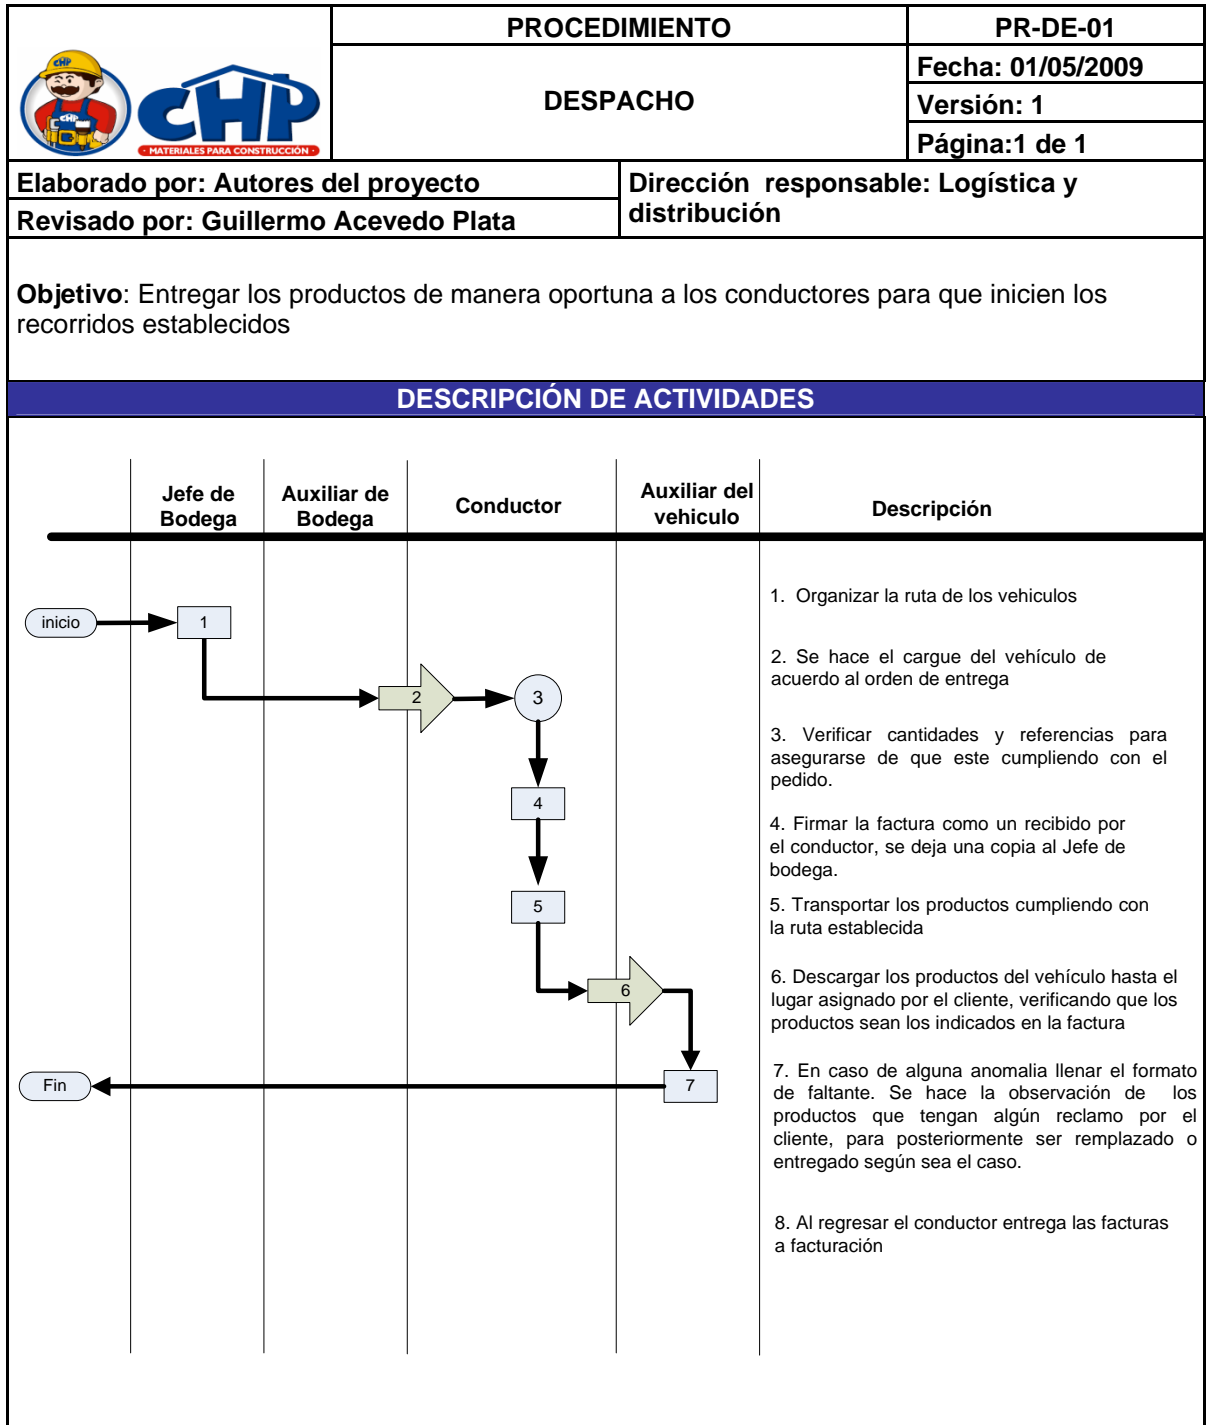 PROCEDIMIENTO
PR-DE-01
CHP
CHP
CHP
MATERIALES PARA CONSTRUCCIÓN
DESPACHO
Fecha: 01/05/2009
Versión: 1
Página:1 de 1
Elaborado por: Autores del proyecto
Revisado por: Guillermo Acevedo Plata
Dirección responsable: Logística y
distribución
Objetivo: Entregar los productos de manera oportuna a los conductores para que inicien los
recorridos establecidos
DESCRIPCIÓN DE ACTIVIDADES
Jefe de
Bodega
Auxiliar de
Bodega
Conductor
Auxiliar del
vehiculo
Descripción
inicio
1
2
3
4
5
6
7
Fin
1. Organizar la ruta de los vehiculos
2. Se hace el cargue del vehículo de
acuerdo al orden de entrega
3. Verificar cantidades y referencias para
asegurarse de que este cumpliendo con el
pedido.
4. Firmar la factura como un recibido por
el conductor, se deja una copia al Jefe de
bodega.
5. Transportar los productos cumpliendo con
la ruta establecida
6. Descargar los productos del vehículo hasta el
lugar asignado por el cliente, verificando que los
productos sean los indicados en la factura
7. En caso de alguna anomalia llenar el formato
de faltante. Se hace la observación de los
productos que tengan algún reclamo por el
cliente, para posteriormente ser remplazado o
entregado según sea el caso.
8. Al regresar el conductor entrega las facturas
a facturación